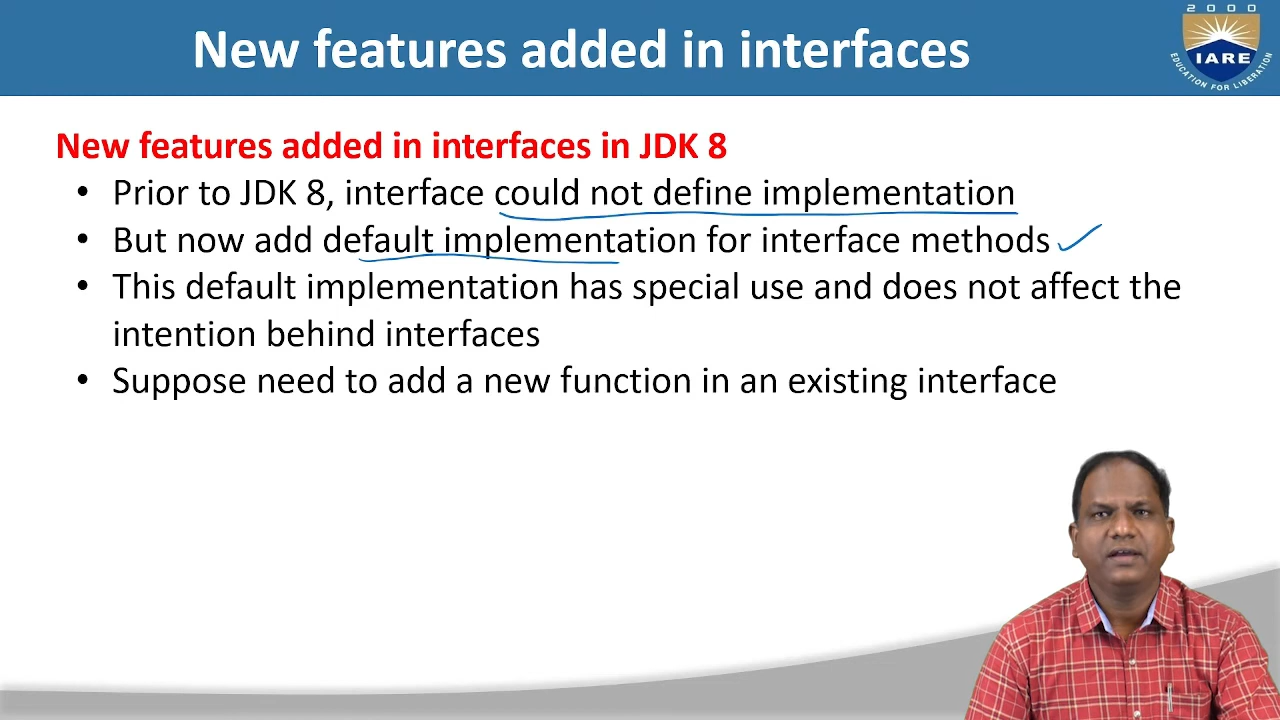 New features added in interfaces
2000
IARE
EDUCATION FOR LIBERATION
New features added in interfaces in JDK 8
• Prior to JDK 8, interface could not define implementation
• But now add default implementation for interface methods
• This default implementation has special use and does not affect the
intention behind interfaces
• Suppose need to add a new function in an existing interface